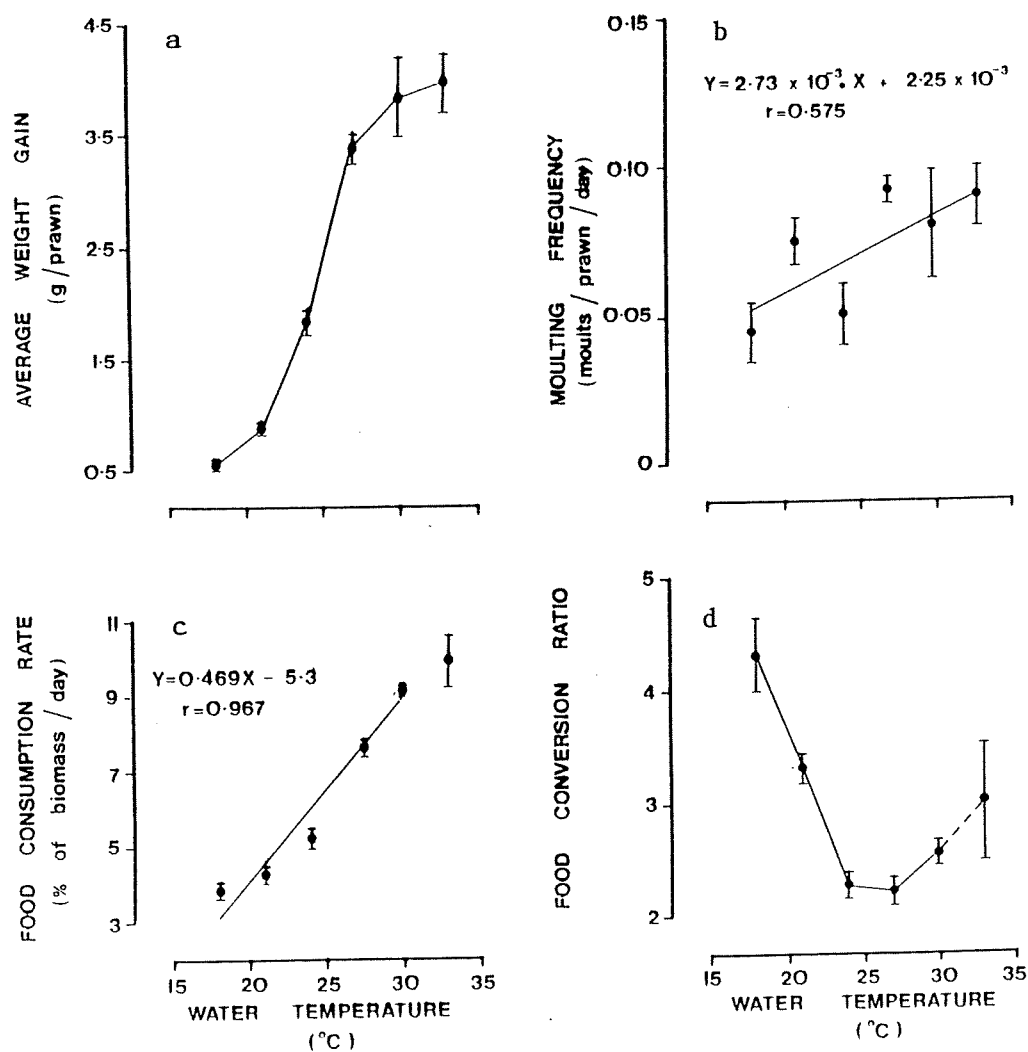 a
AVERAGE WEIGHT GAIN
(g/prawn)
4·5
3·5
2·5
1·5
0·5
b
Y=2·73 x 10⁻³• X + 2·25 x 10⁻³
r=0·575
MOULTING FREQUENCY
(moults/prawn/day)
0·15
0·10
0·05
0
c
Y=0·469X - 5·3
r=0·967
FOOD CONSUMPTION RATE
(% of biomass/day)
11
9
7
5
3
15 20 25 30 35
WATER TEMPERATURE
(°C)
d
FOOD CONVERSION RATIO
5
4
3
2
15 20 25 30 35
WATER TEMPERATURE
(°C)